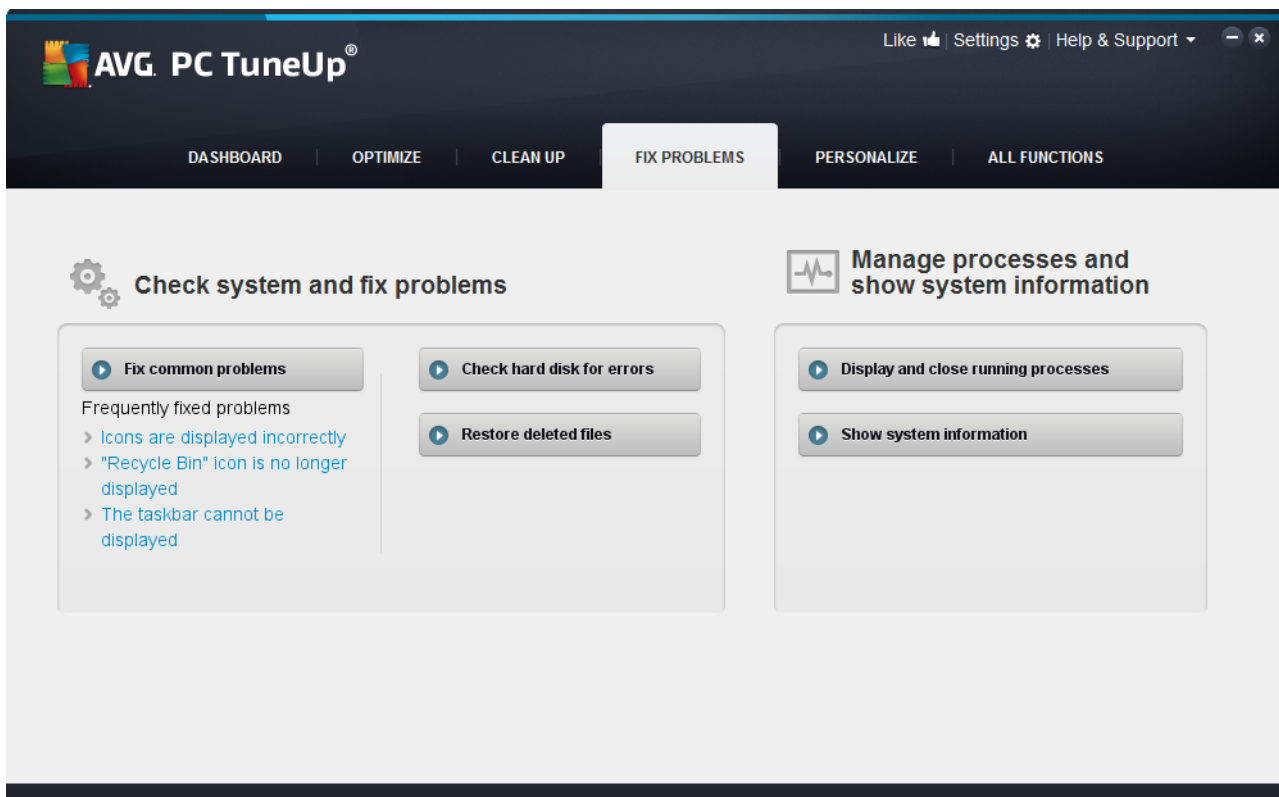 AVG. PC TuneUp®
Like | Settings | Help & Support
DASHBOARD | OPTIMIZE | CLEAN UP | FIX PROBLEMS | PERSONALIZE | ALL FUNCTIONS
Check system and fix problems
Fix common problems
Frequently fixed problems
Icons are displayed incorrectly
"Recycle Bin" icon is no longer
displayed
The taskbar cannot be
displayed
Check hard disk for errors
Restore deleted files
Manage processes and
show system information
Display and close running processes
Show system information